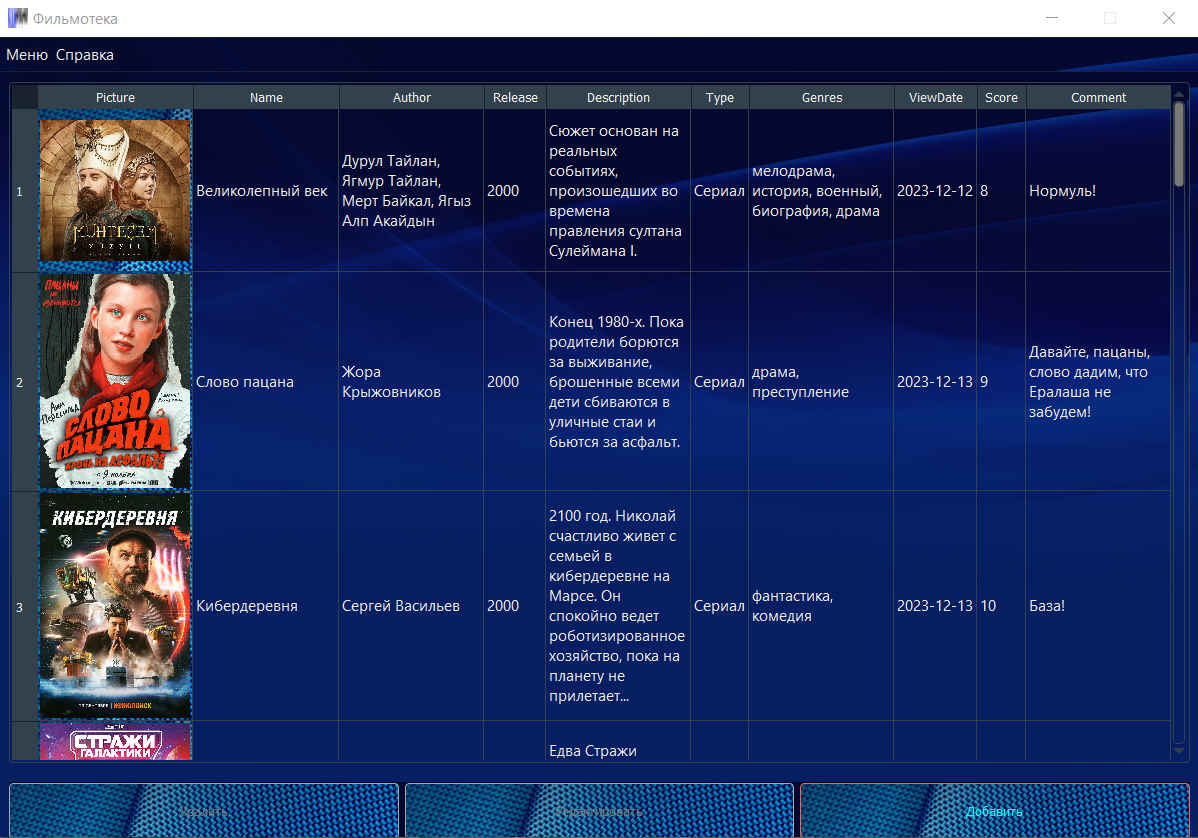 Фильмотека
Меню Справка
Picture Name Author Release Description Type Genres ViewDate Score Comment
1
MUHTEŞEM
YÜZYIL
Великолепный век
Дурул Тайлан,
Ягмур Тайлан,
Мерт Байкал, Ягыз
Алп Акайдын
2000
Сюжет основан на
реальных
событиях,
произошедших во
времена
правления султана
Сулеймана I.
Сериал
мелодрама,
история, военный,
биография, драма
2023-12-12
8
Нормуль!
2
ПАЦАНЫ
НЕ
ИЗВИНЯЮТСЯ
СЛОВО
ПАЦАНА
КРОВЬ НА АСФАЛЬТЕ
Слово пацана
Жора
Крыжовников
2000
Конец 1980-х. Пока
родители борются
за выживание,
брошенные всеми
дети сбиваются в
уличные стаи и
бьются за асфальт.
Сериал
драма,
преступление
2023-12-13
9
Давайте, пацаны,
слово дадим, что
Ералаша не
забудем!
3
КИБЕРДЕРЕВНЯ
КИНОПОИСК
Кибердеревня
Сергей Васильев
2000
2100 год. Николай
счастливо живет с
семьей в
кибердеревне на
Марсе. Он
спокойно ведет
роботизированное
хозяйство, пока на
планету не
прилетает...
Сериал
фантастика,
комедия
2023-12-13
10
База!
СТРАЖИ
ГАЛАКТИКИ
Едва Стражи
Удалить Редактировать Добавить